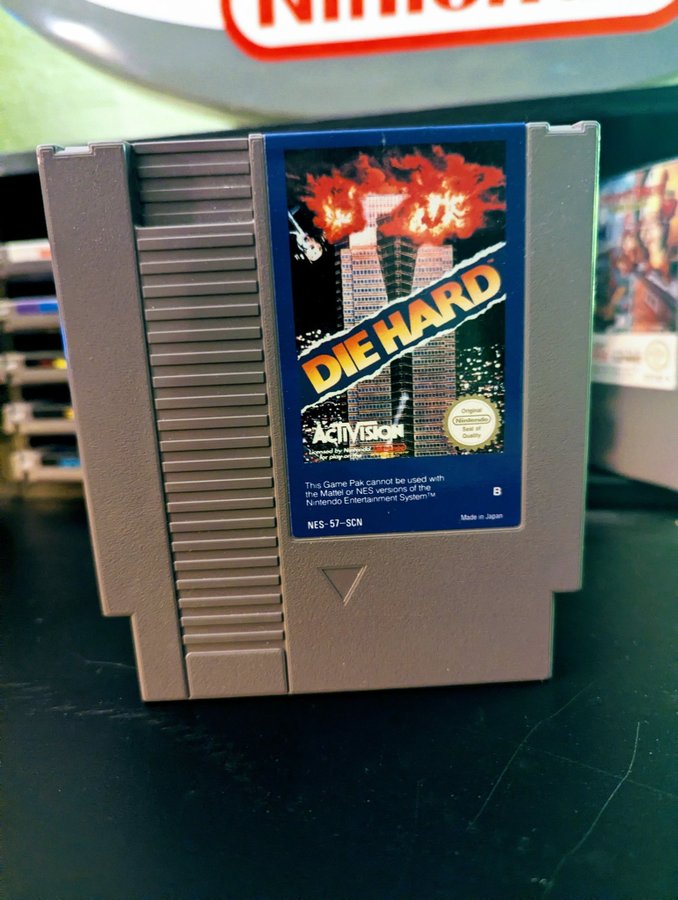 Nintendo
DIE HARD
ACTIVISION
Licensed by Nintendo
for play on the
Original
Nintendo
Seal of
Quality
This Game Pak cannot be used with
the Mattel or NES versions of the
Nintendo Entertainment System™
B
NES-57-SCN
Made in Japan